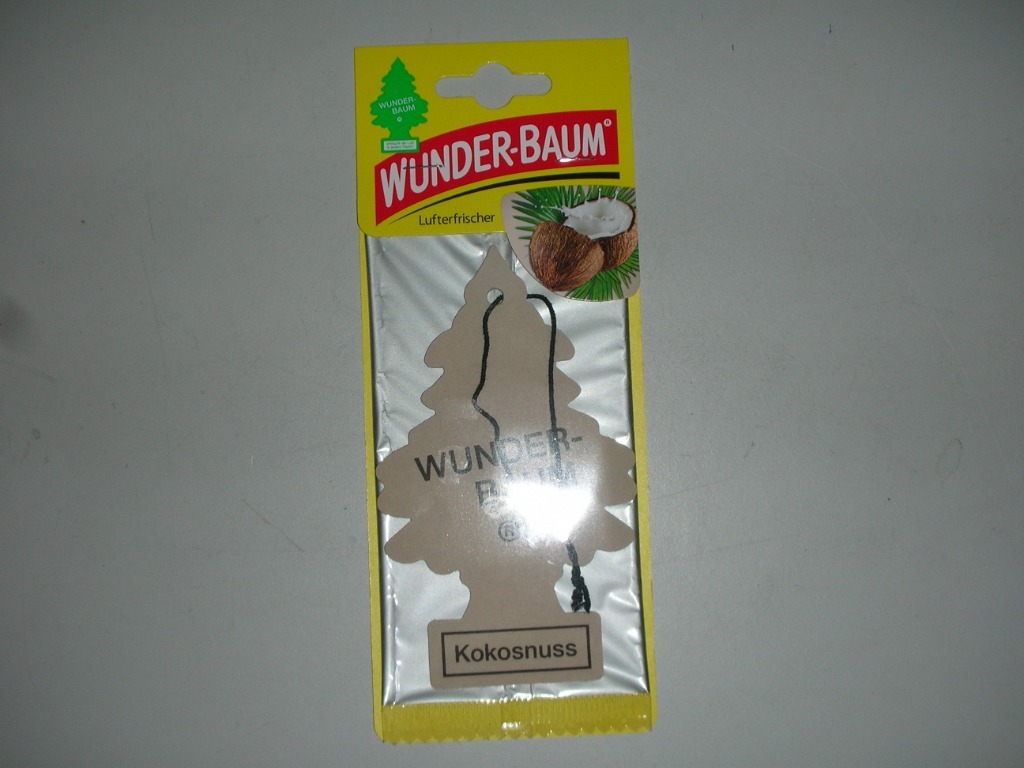 WUNDER-
BAUM
®
WUNDER-BAUM®
Lufterfrischer
WUNDER-
BAUM
®
Kokosnuss